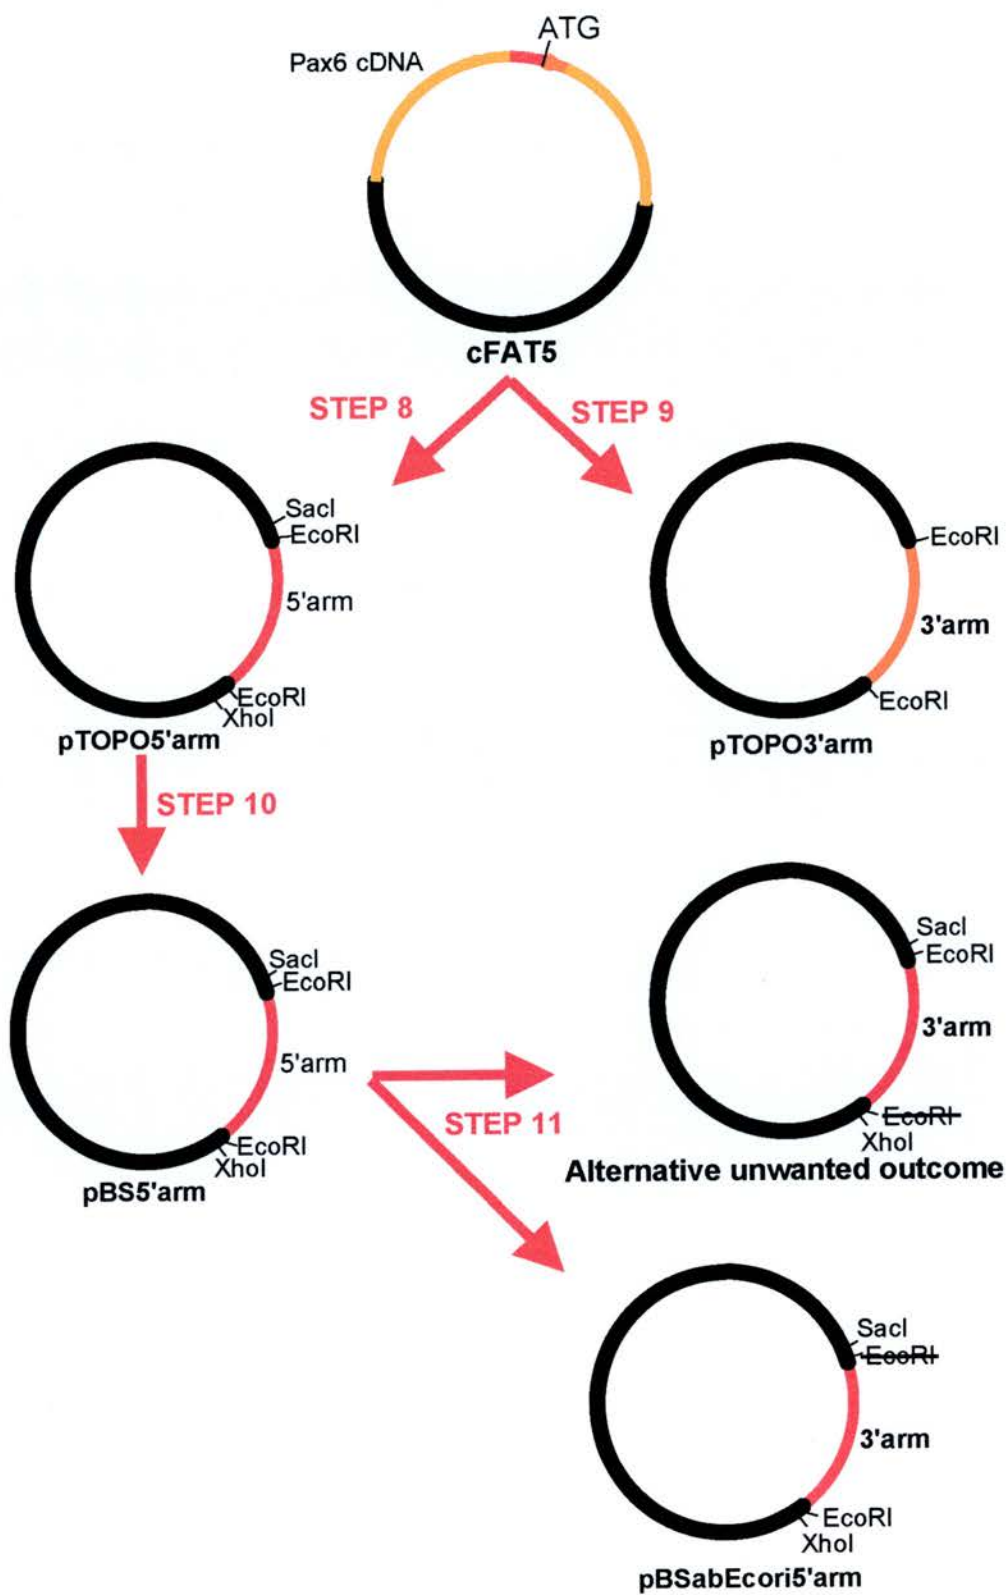 ATG
Pax6 cDNA
cFAT5
STEP 8
STEP 9
SacI
EcoRI
5'arm
EcoRI
XhoI
pTOPO5'arm
EcoRI
3'arm
EcoRI
pTOPO3'arm
STEP 10
SacI
EcoRI
5'arm
EcoRI
XhoI
pBS5'arm
STEP 11
SacI
EcoRI
3'arm
EcoRI
XhoI
Alternative unwanted outcome
SacI
EcoRI
3'arm
EcoRI
XhoI
pBSabEcori5'arm